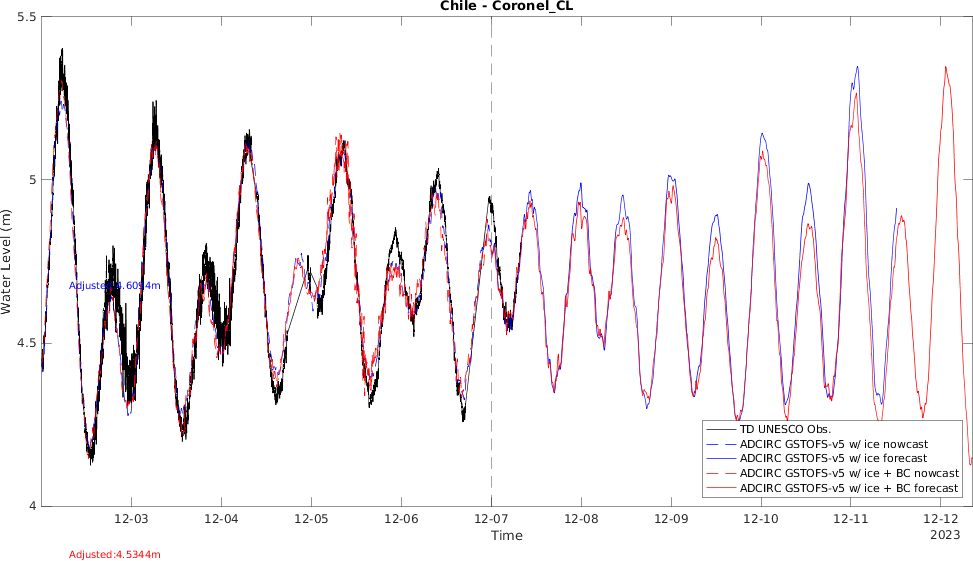 Chile - Coronel_CL
5.5
5
4.5
4
Water Level (m)
Adjusted:4.6094m
12-03
12-04
12-05
12-06
12-07
12-08
12-09
12-10
12-11
12-12
2023
Time
TD UNESCO Obs.
ADCIRC GSTOFS-v5 w/ ice nowcast
ADCIRC GSTOFS-v5 w/ ice forecast
ADCIRC GSTOFS-v5 w/ ice + BC nowcast
ADCIRC GSTOFS-v5 w/ ice + BC forecast
Adjusted:4.5344m